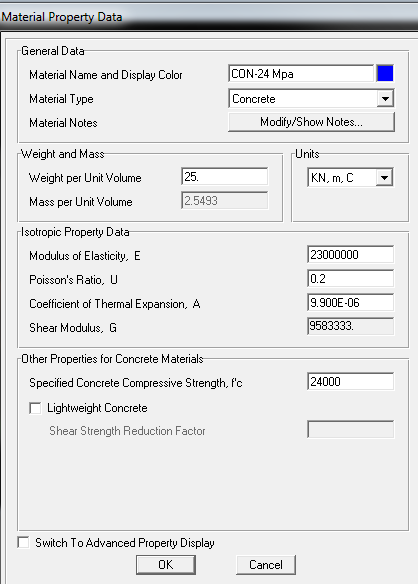 Material Property Data
General Data
Material Name and Display Color CON-24 Mpa
Material Type Concrete
Material Notes Modify/Show Notes...
Weight and Mass Units
Weight per Unit Volume 25. KN, m, C
Mass per Unit Volume 2.5493
Isotropic Property Data
Modulus of Elasticity, E 23000000
Poisson's Ratio, U 0.2
Coefficient of Thermal Expansion, A 9.900E-06
Shear Modulus, G 9583333.
Other Properties for Concrete Materials
Specified Concrete Compressive Strength, f'c 24000
Lightweight Concrete
Shear Strength Reduction Factor
Switch To Advanced Property Display
OK Cancel